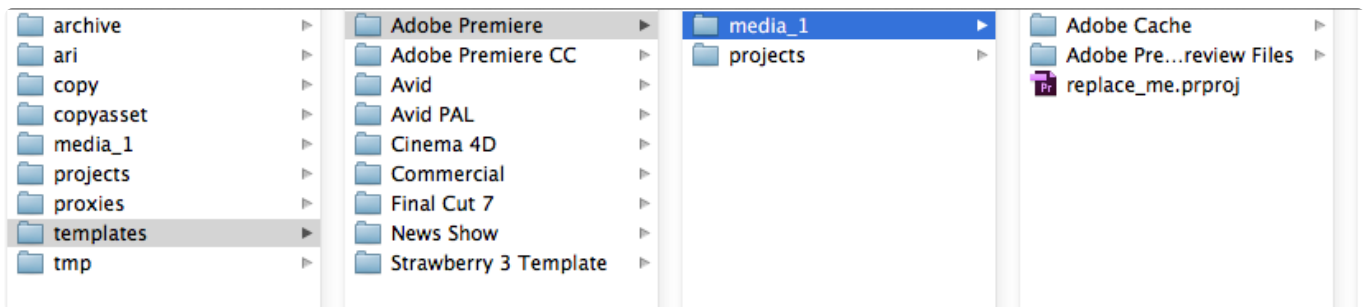 archive
ari
copy
copyasset
media_1
projects
proxies
templates
tmp
Adobe Premiere
Adobe Premiere CC
Avid
Avid PAL
Cinema 4D
Commercial
Final Cut 7
News Show
Strawberry 3 Template
media_1
projects
Adobe Cache
Adobe Pre...review Files
Pr replace_me.prproj